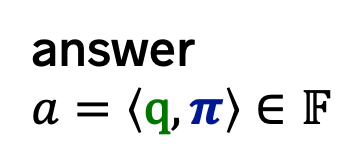 answer
a = ⟨q, π⟩ ∈ 𝔽